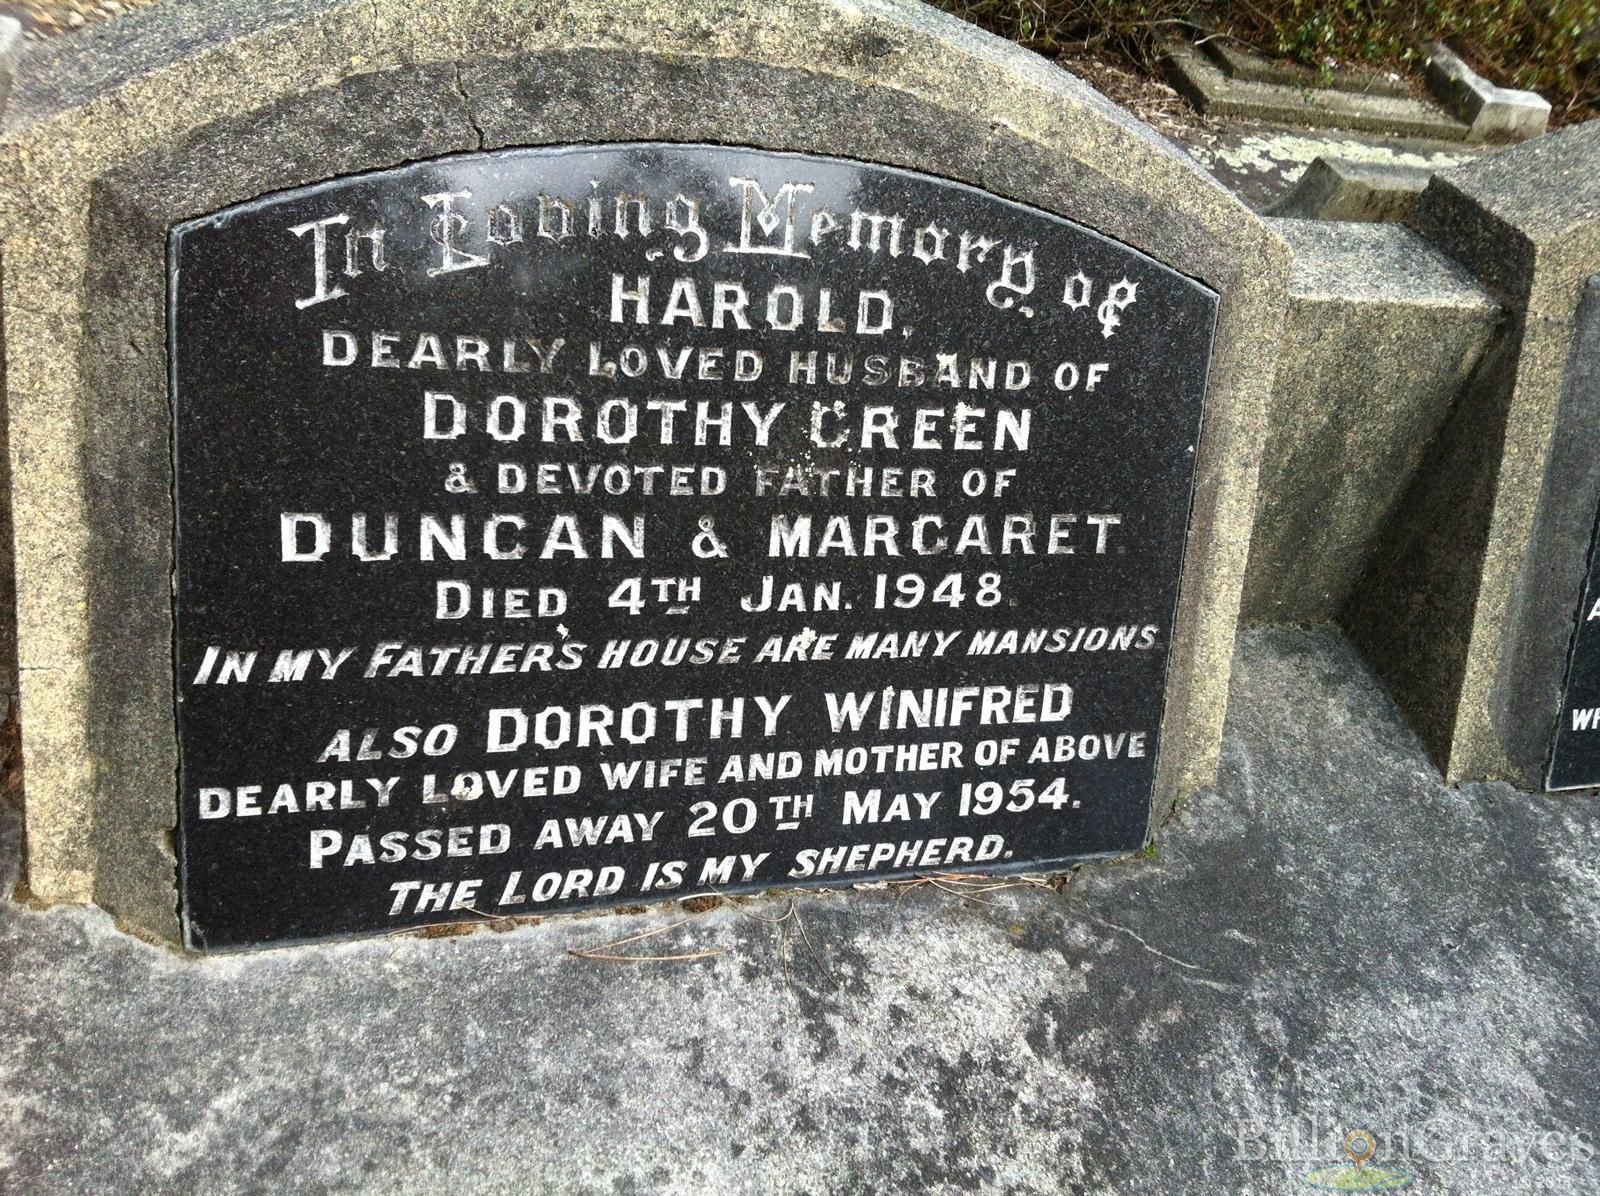 In Loving Memory of
HAROLD,
DEARLY LOVED HUSBAND OF
DOROTHY GREEN
& DEVOTED FATHER OF
DUNCAN & MARGARET.
DIED 4TH JAN. 1948.
IN MY FATHER'S HOUSE ARE MANY MANSIONS
ALSO DOROTHY WINIFRED
DEARLY LOVED WIFE AND MOTHER OF ABOVE
PASSED AWAY 20TH MAY 1954.
THE LORD IS MY SHEPHERD.
BillionGraves